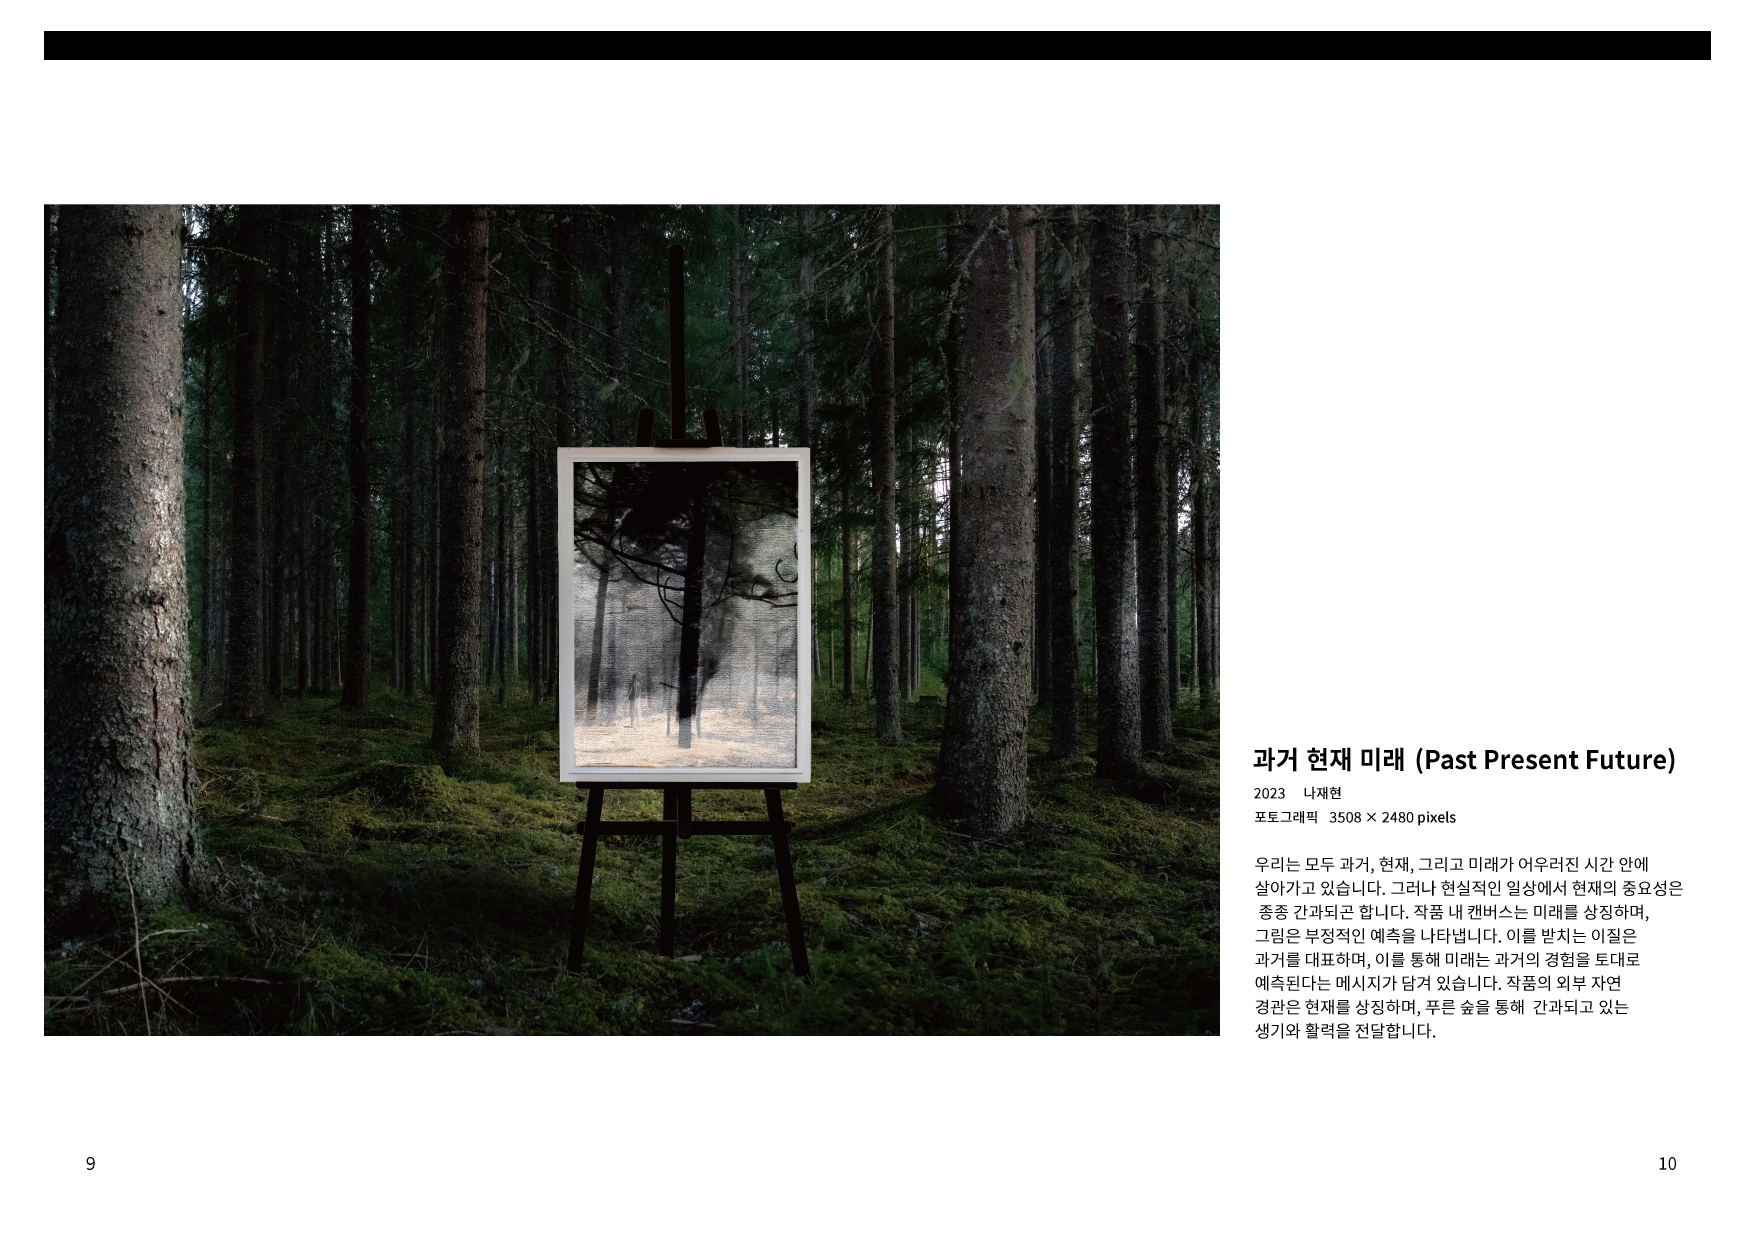 과거 현재 미래 (Past Present Future)
2023 나재현
포토그래픽 3508 × 2480 pixels
우리는 모두 과거, 현재, 그리고 미래가 어우러진 시간 안에
살아가고 있습니다. 그러나 현실적인 일상에서 현재의 중요성은
종종 간과되곤 합니다. 작품 내 캔버스는 미래를 상징하며,
그림은 부정적인 예측을 나타냅니다. 이를 받치는 이질은
과거를 대표하며, 이를 통해 미래는 과거의 경험을 토대로
예측된다는 메시지가 담겨 있습니다. 작품의 외부 자연
경관은 현재를 상징하며, 푸른 숲을 통해 간과되고 있는
생기와 활력을 전달합니다.
9
10